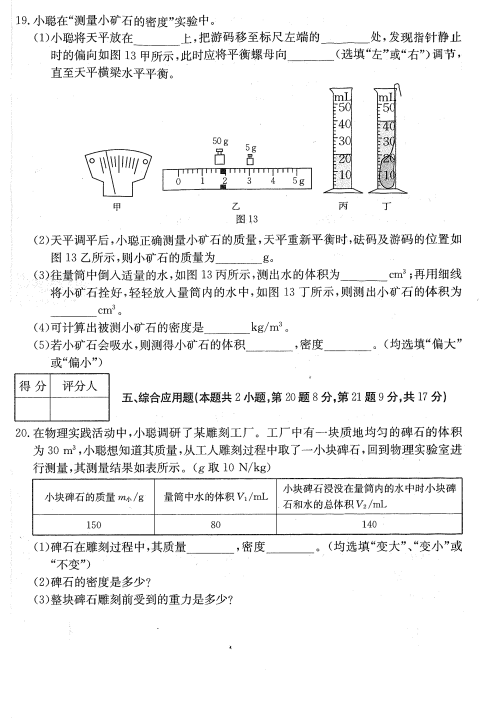 19. 小聪在“测量小矿石的密度”实验中。
(1)小聪将天平放在________上,把游码移至标尺左端的________处,发现指针静止
时的偏向如图 13 甲所示,此时应将平衡螺母向________(选填“左”或“右”)调节,
直至天平横梁水平平衡。
50 g
5 g
0 1 2 3 4 5 g
mL
50
40
30
20
10
mL
50
40
30
20
10
甲 乙 丙 丁
图 13
(2)天平调平后,小聪正确测量小矿石的质量,天平重新平衡时,砝码及游码的位置如
图 13 乙所示,则小矿石的质量为________g。
(3)往量筒中倒入适量的水,如图 13 丙所示,测出水的体积为________cm³;再用细线
将小矿石拴好,轻轻放入量筒内的水中,如图 13 丁所示,则测出小矿石的体积为
________cm³。
(4)可计算出被测小矿石的密度是________kg/m³。
(5)若小矿石会吸水,则测得小矿石的体积________,密度________。(均选填“偏大”
或“偏小”)
得 分 评分人
五、综合应用题(本题共 2 小题,第 20 题 8 分,第 21 题 9 分,共 17 分)
20. 在物理实践活动中,小聪调研了某雕刻工厂。工厂中有一块质地均匀的碑石的体积
为 30 m³,小聪想知道其质量,从工人雕刻过程中取了一小块碑石,回到物理实验室进
行测量,其测量结果如表所示。(g 取 10 N/kg)
小块碑石的质量 m小/g 量筒中水的体积 V₁/mL 小块碑石浸没在量筒内的水中时小块碑
石和水的总体积 V₂/mL
150 80 140
(1)碑石在雕刻过程中,其质量________,密度________。(均选填“变大”、“变小”或
“不变”)
(2)碑石的密度是多少?
(3)整块碑石雕刻前受到的重力是多少?